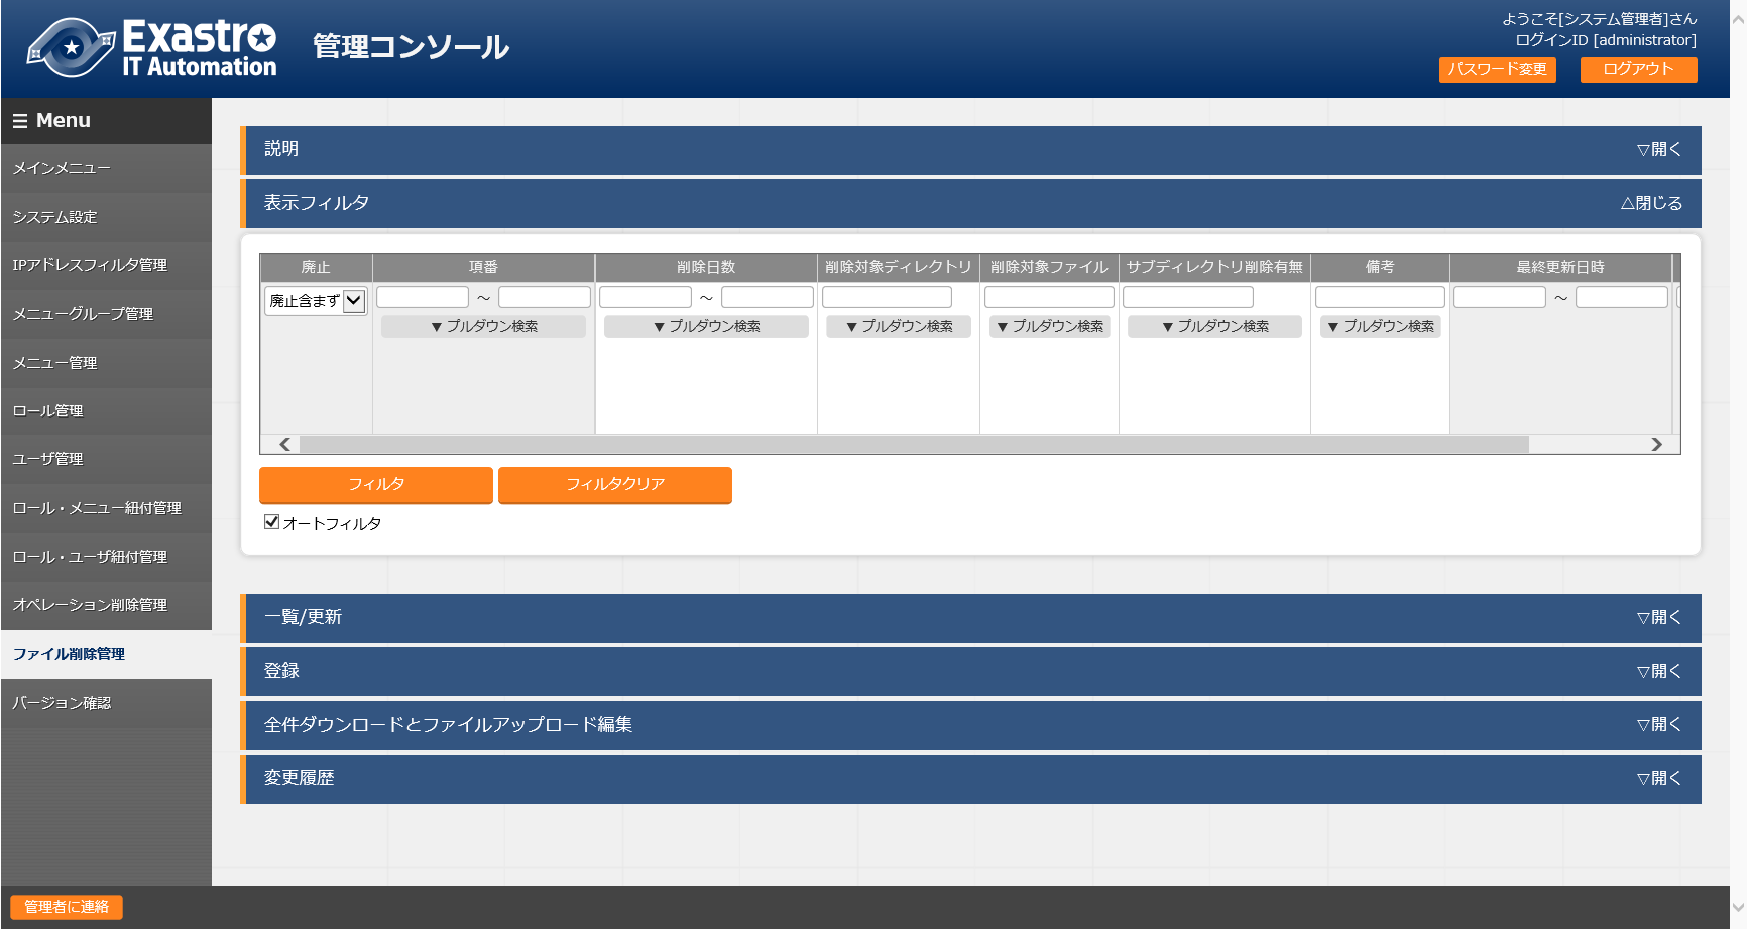 Exastro
IT Automation
管理コンソール
ようこそ[システム管理者]さん
ログインID [administrator]
パスワード変更
ログアウト
Menu
メインメニュー
システム設定
IPアドレスフィルタ管理
メニューグループ管理
メニュー管理
ロール管理
ユーザ管理
ロール・メニュー紐付管理
ロール・ユーザ紐付管理
オペレーション削除管理
ファイル削除管理
バージョン確認
説明 ▽開く
表示フィルタ △閉じる
廃止 項番 削除日数 削除対象ディレクトリ 削除対象ファイル サブディレクトリ削除有無 備考 最終更新日時
廃止含まず ～ ～ ～
▼プルダウン検索 ▼プルダウン検索 ▼プルダウン検索 ▼プルダウン検索 ▼プルダウン検索 ▼プルダウン検索
フィルタ フィルタクリア
オートフィルタ
一覧/更新 ▽開く
登録 ▽開く
全件ダウンロードとファイルアップロード編集 ▽開く
変更履歴 ▽開く
管理者に連絡